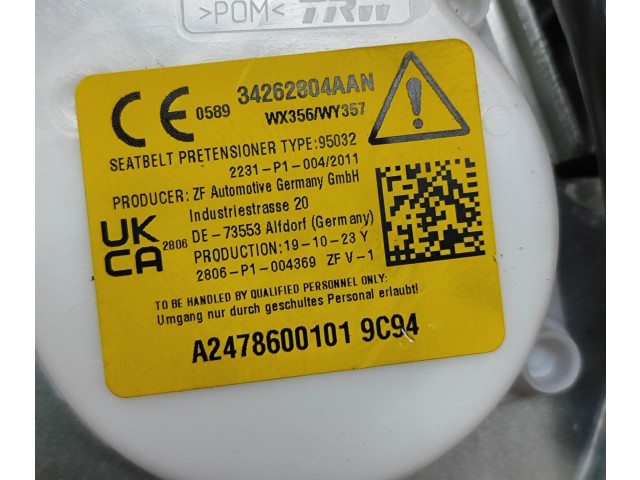 >POM< TRW
CE 0589 34262804AAN
WX356/WY357
SEATBELT PRETENSIONER TYPE:95032
2231-P1-004/2011
PRODUCER: ZF Automotive Germany GmbH
Industriestrasse 20
UK CA 2806 DE-73553 Alfdorf (Germany)
PRODUCTION:19-10-23 Y
2806-P1-004369 ZF V-1
TO BE HANDLED BY QUALIFIED PERSONNEL ONLY:
Umgang nur durch geschultes Personal erlaubt!
A2478600101 9C94